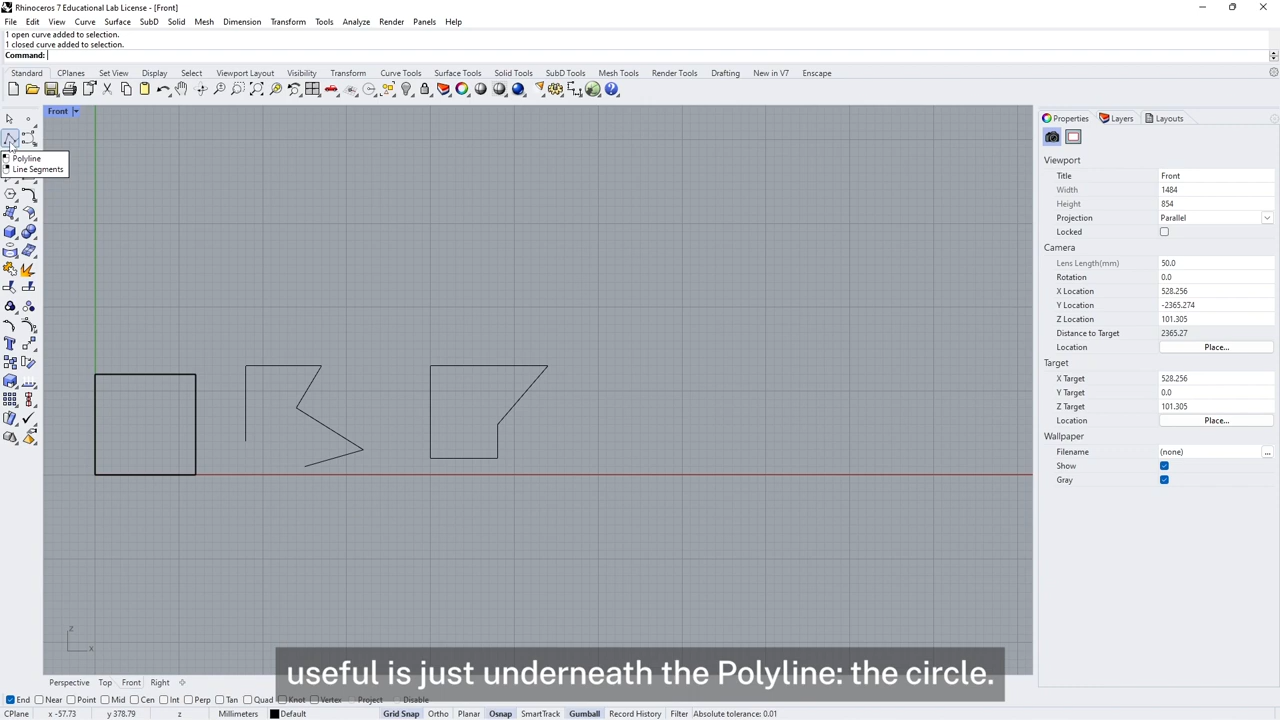 Rhinoceros 7 Educational Lab License - [Front]
File Edit View Curve Surface SubD Solid Mesh Dimension Transform Tools Analyze Render Panels Help
1 open curve added to selection.
1 closed curve added to selection.
Command:
Standard CPlanes Set View Display Select Viewport Layout Visibility Transform Curve Tools Surface Tools Solid Tools SubD Tools Mesh Tools Render Tools Drafting New in V7 Enscape
Front
Polyline
Line Segments
Properties Layers Layouts
Viewport
Title Front
Width 1484
Height 854
Projection Parallel
Locked
Camera
Lens Length(mm) 50.0
Rotation 0.0
X Location 528.256
Y Location -2365.274
Z Location 101.305
Distance to Target 2365.27
Location Place...
Target
X Target 528.256
Y Target 0.0
Z Target 101.305
Location Place...
Wallpaper
Filename (none) ...
Show
Gray
z
x
useful is just underneath the Polyline: the circle.
Perspective Top Front Right
End Near Point Mid Cen Int Perp Tan Quad Knot Vertex Project Disable
CPlane x -57.73 y 378.79 z Millimeters Default Grid Snap Ortho Planar Osnap SmartTrack Gumball Record History Filter Absolute tolerance: 0.01